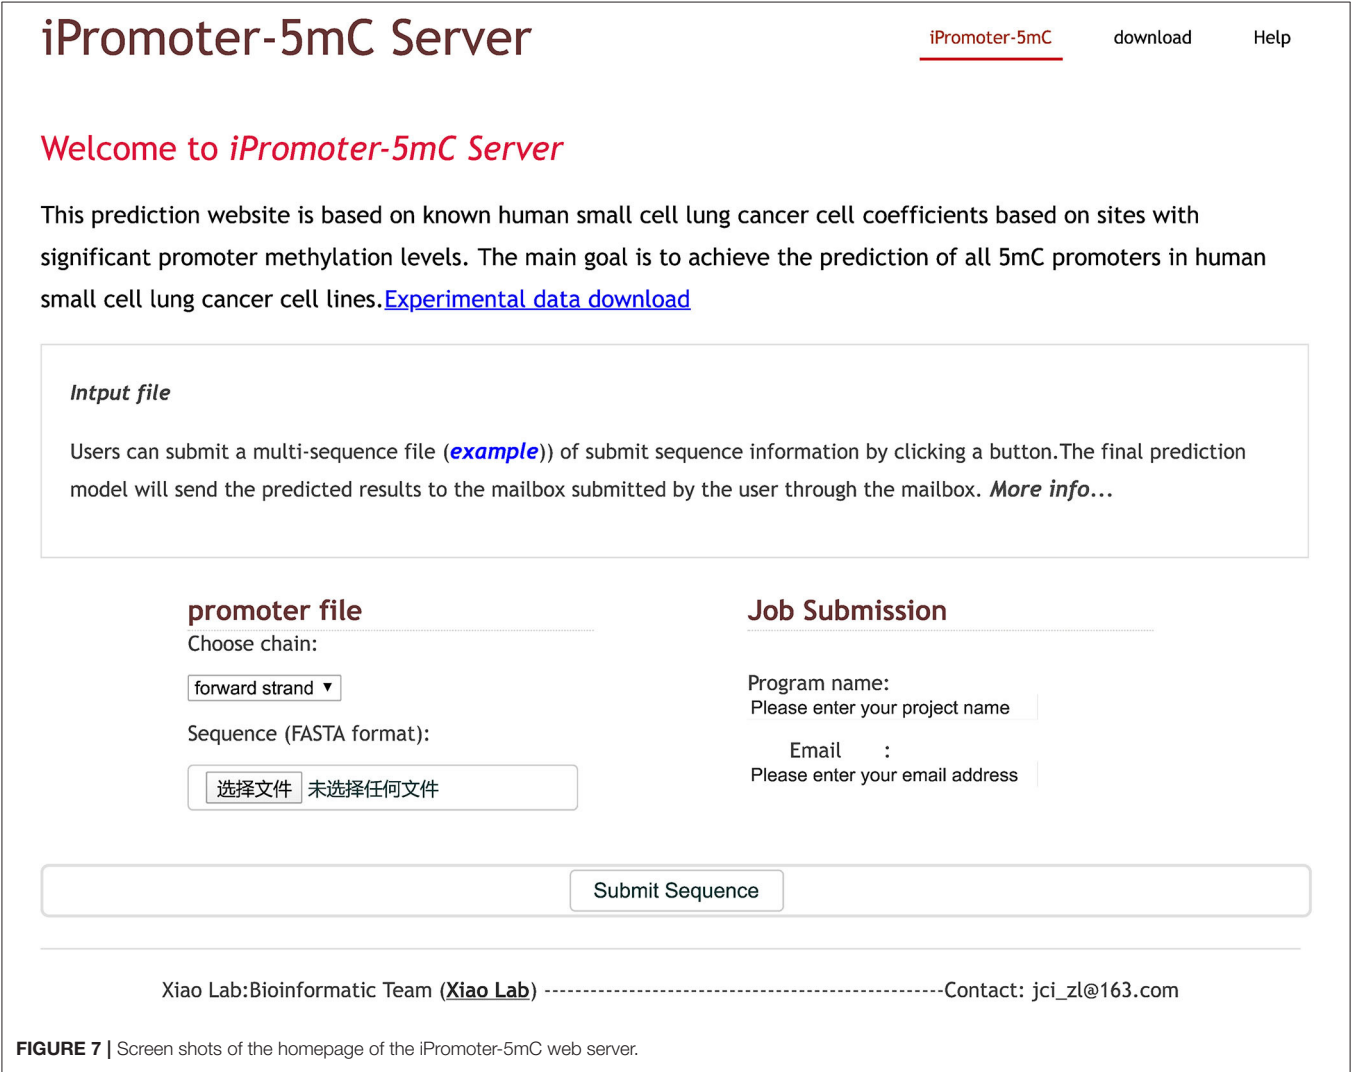 iPromoter-5mC Server
iPromoter-5mC download Help
Welcome to iPromoter-5mC Server
This prediction website is based on known human small cell lung cancer cell coefficients based on sites with
significant promoter methylation levels. The main goal is to achieve the prediction of all 5mC promoters in human
small cell lung cancer cell lines.Experimental data download
Intput file
Users can submit a multi-sequence file (example)) of submit sequence information by clicking a button.The final prediction
model will send the predicted results to the mailbox submitted by the user through the mailbox. More info...
promoter file
Choose chain:
forward strand ▼
Sequence (FASTA format):
选择文件 未选择任何文件
Job Submission
Program name:
Please enter your project name
Email :
Please enter your email address
Submit Sequence
Xiao Lab:Bioinformatic Team (Xiao Lab) -------------------------------------------------Contact: jci_zl@163.com
FIGURE 7 | Screen shots of the homepage of the iPromoter-5mC web server.